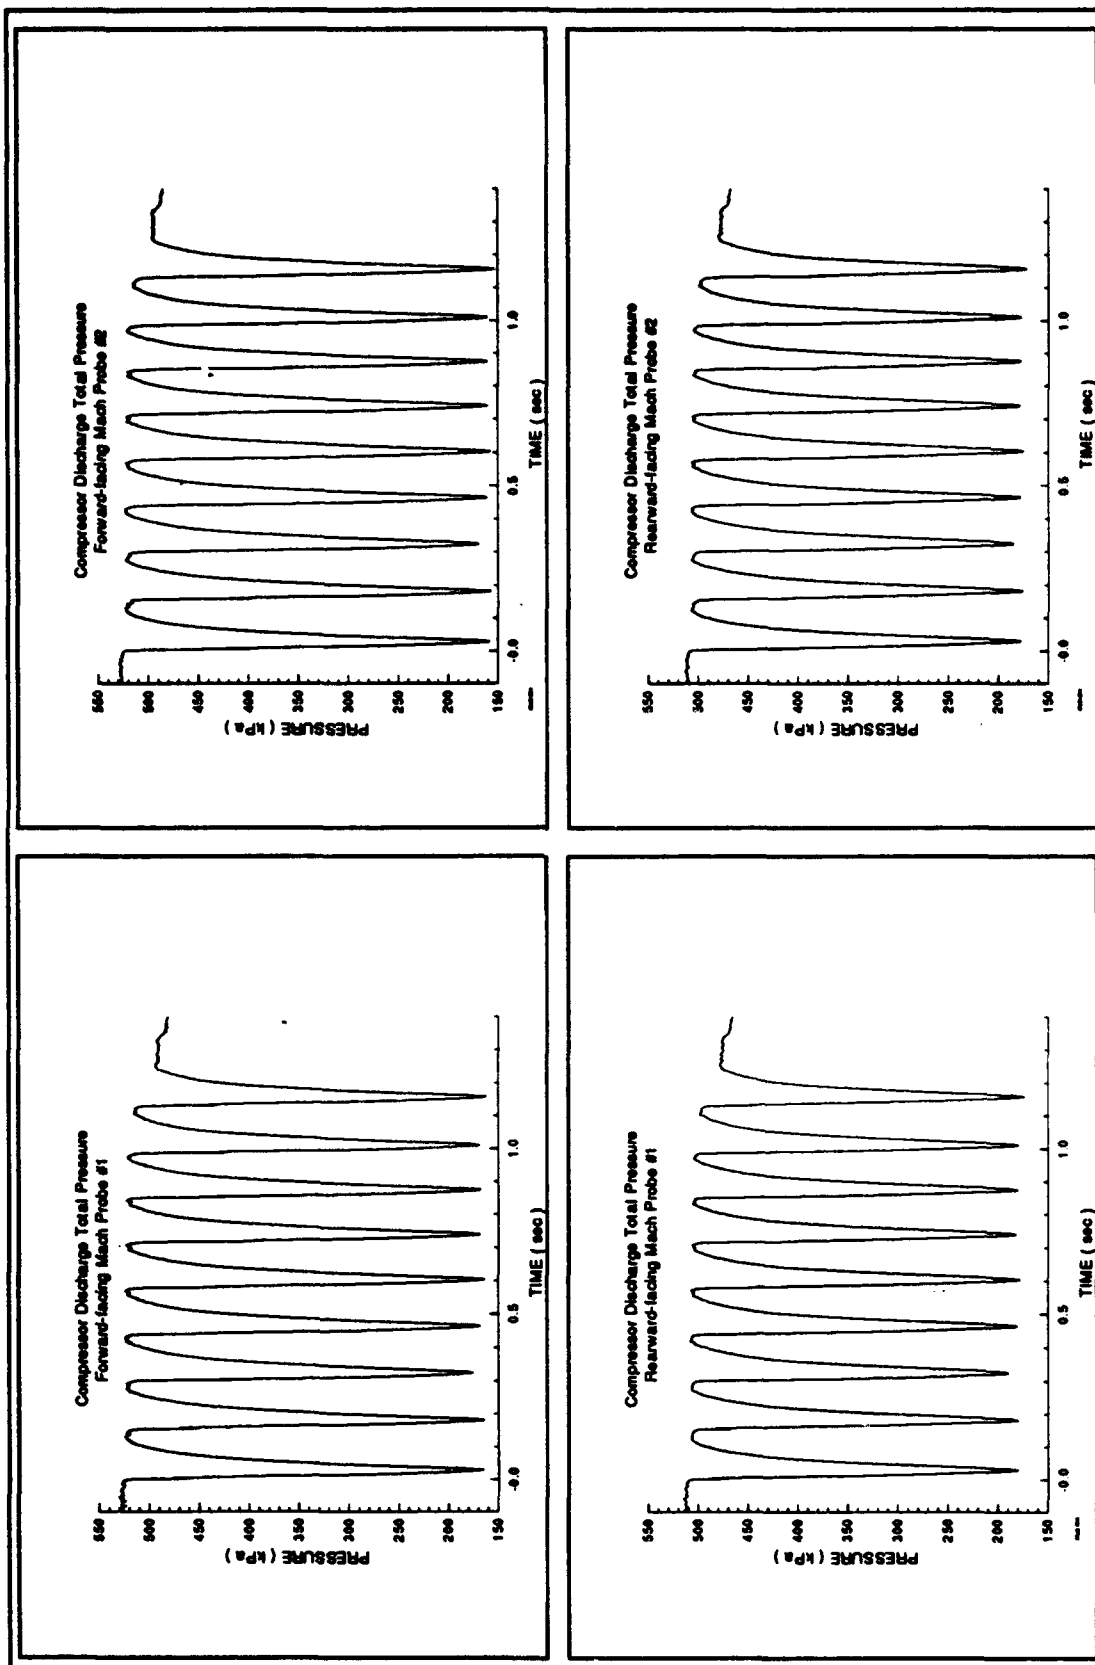 Compressor Discharge Total Pressure
Forward-facing Mach Probe #1
PRESSURE ( kPa )
550
500
450
400
350
300
250
200
150
-0.0 0.5 1.0
TIME ( sec )
Compressor Discharge Total Pressure
Forward-facing Mach Probe #2
PRESSURE ( kPa )
550
500
450
400
350
300
250
200
150
-0.0 0.5 1.0
TIME ( sec )
Compressor Discharge Total Pressure
Rearward-facing Mach Probe #1
PRESSURE ( kPa )
550
500
450
400
350
300
250
200
150
-0.0 0.5 1.0
TIME ( sec )
Compressor Discharge Total Pressure
Rearward-facing Mach Probe #2
PRESSURE ( kPa )
550
500
450
400
350
300
250
200
150
-0.0 0.5 1.0
TIME ( sec )